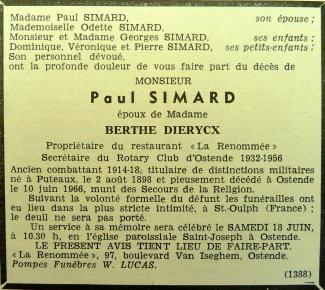 Madame Paul SIMARD, son épouse ;
Mademoiselle Odette SIMARD,
Monsieur et Madame Georges SIMARD, ses enfants ;
Dominique, Véronique et Pierre SIMARD, ses petits-enfants ;
Son personnel dévoué,
ont la profonde douleur de vous faire part du décès de
MONSIEUR
Paul SIMARD
époux de Madame
BERTHE DIERYCX
Propriétaire du restaurant «La Renommée»
Secrétaire du Rotary Club d'Ostende 1932-1956
Ancien combattant 1914-18, titulaire de distinctions militaires
né à Puteaux, le 2 août 1898 et pieusement décédé à Ostende
le 10 juin 1966, muni des Secours de la Religion.
Suivant la volonté formelle du défunt les funérailles ont
eu lieu dans la plus stricte intimité, à St.-Ulph (France) ;
le deuil ne sera pas porté.
Un service à sa mémoire sera célébré le SAMEDI 18 JUIN,
à 10.30 h, en l'église paroissiale Saint-Joseph à Ostende.
LE PRESENT AVIS TIENT LIEU DE FAIRE-PART.
«La Renommée», 97, boulevard Van Iseghem, Ostende.
Pompes Funèbres W. LUCAS.
(1388)